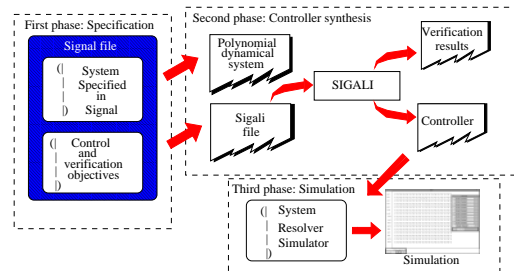 First phase: Specification
Signal file
(| System
| Specified
| in
|) Signal
(| Control
| and
| verification
|) objectives
Second phase: Controller synthesis
Polynomial
dynamical
system
Sigali
file
SIGALI
Verification
results
Controller
Third phase: Simulation
(| System
| Resolver
|) Simulator
Simulation